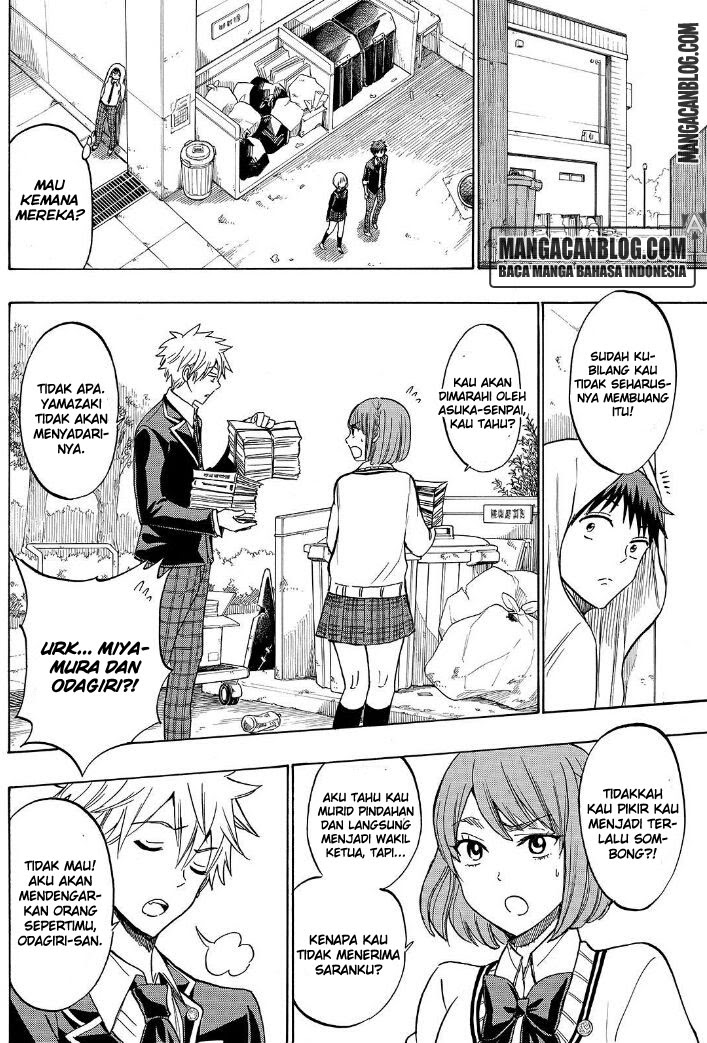 MANGACANBLOG.COM
MAU
KEMANA
MEREKA?
MANGACANBLOG.COM
BACA MANGA BAHASA INDONESIA
SUDAH KU-
BILANG KAU
TIDAK SEHARUS-
NYA MEMBUANG
ITU!
KAU AKAN
DIMARAHI OLEH
ASUKA-SENPAI,
KAU TAHU?
TIDAK APA.
YAMAZAKI
TIDAK AKAN
MENYADARI-
NYA.
URK... MIYA-
MURA DAN
ODAGIRI?!
TIDAKKAH
KAU PIKIR KAU
MENJADI TER-
LALU SOM-
BONG?!
AKU TAHU KAU
MURID PINDAHAN
DAN LANGSUNG
MENJADI WAKIL
KETUA, TAPI...
KENAPA KAU
TIDAK MENERIMA
SARANKU?
TIDAK MAU!
AKU AKAN
MENDENGAR-
KAN ORANG
SEPERTIMU,
ODAGIRI-SAN.